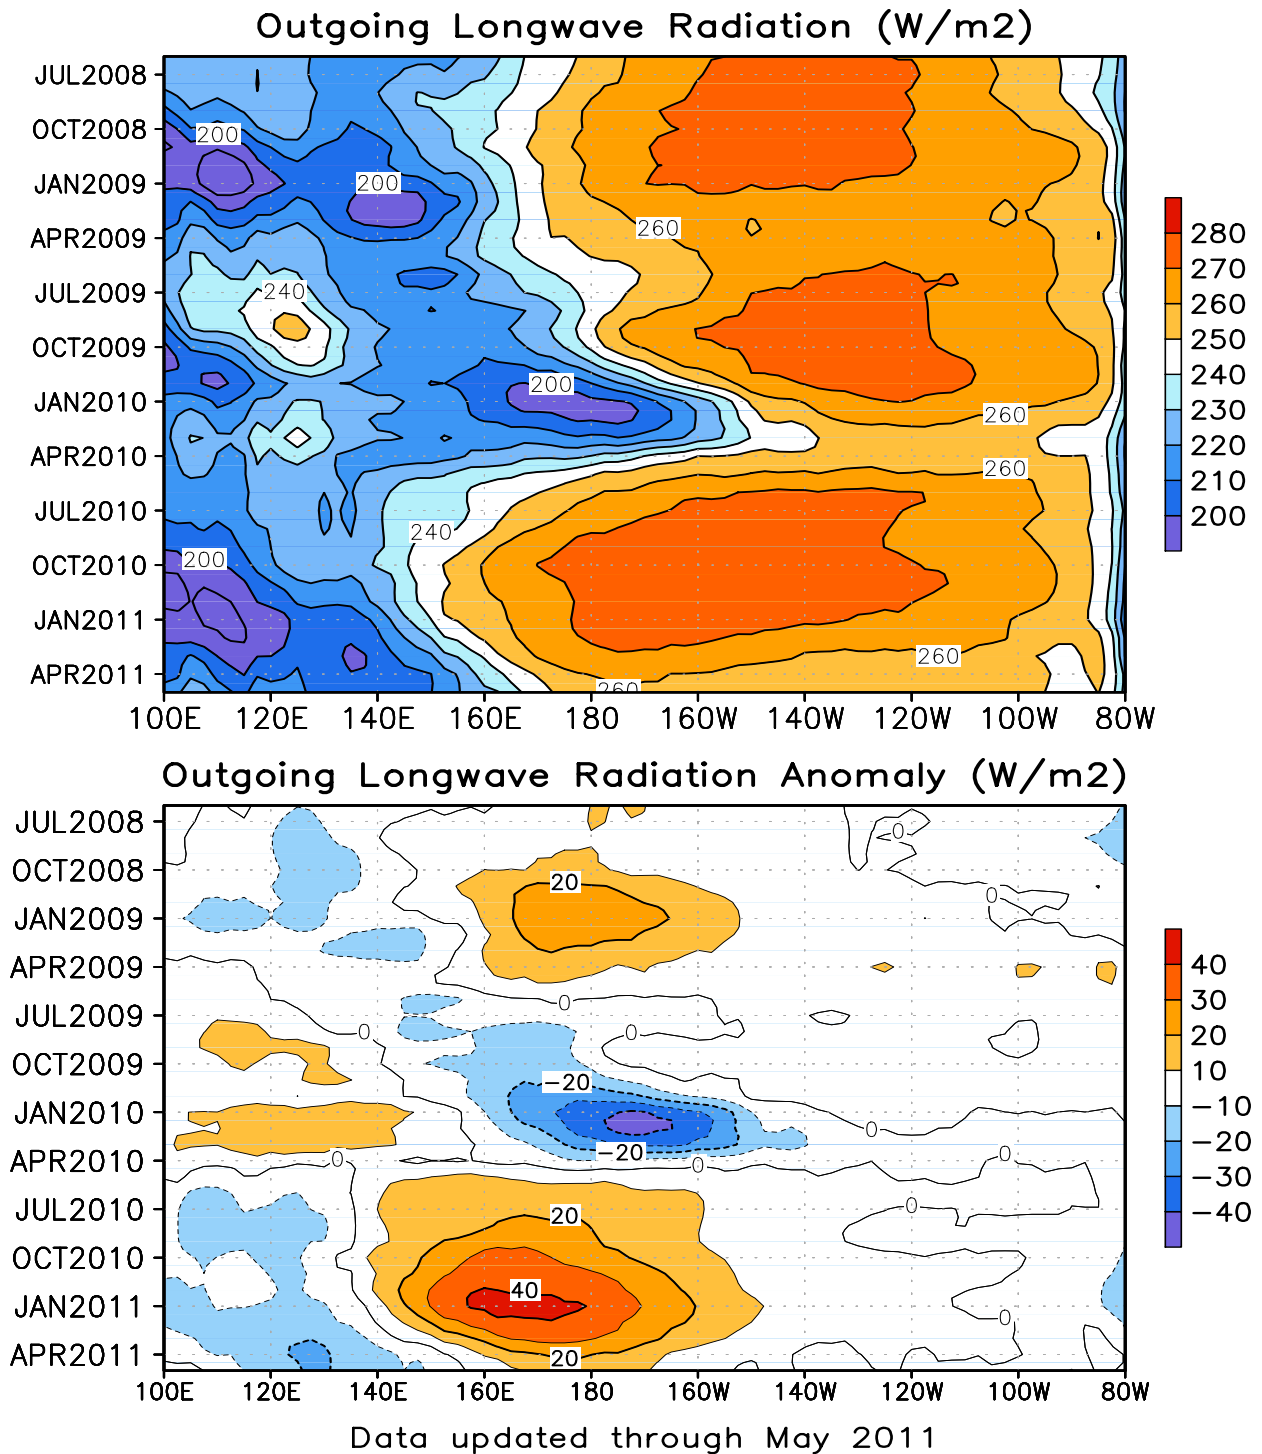 Outgoing Longwave Radiation (W/m2)
JUL2008
OCT2008
JAN2009
APR2009
JUL2009
OCT2009
JAN2010
APR2010
JUL2010
OCT2010
JAN2011
APR2011
200
200
260
240
200
260
260
240
200
260
260
100E 120E 140E 160E 180 160W 140W 120W 100W 80W
280
270
260
250
240
230
220
210
200
Outgoing Longwave Radiation Anomaly (W/m2)
JUL2008
OCT2008
JAN2009
APR2009
JUL2009
OCT2009
JAN2010
APR2010
JUL2010
OCT2010
JAN2011
APR2011
0
20
0
0
0
0
-20
0
-20
0
0
0
0
20
40
0
20
100E 120E 140E 160E 180 160W 140W 120W 100W 80W
40
30
20
10
-10
-20
-30
-40
Data updated through May 2011